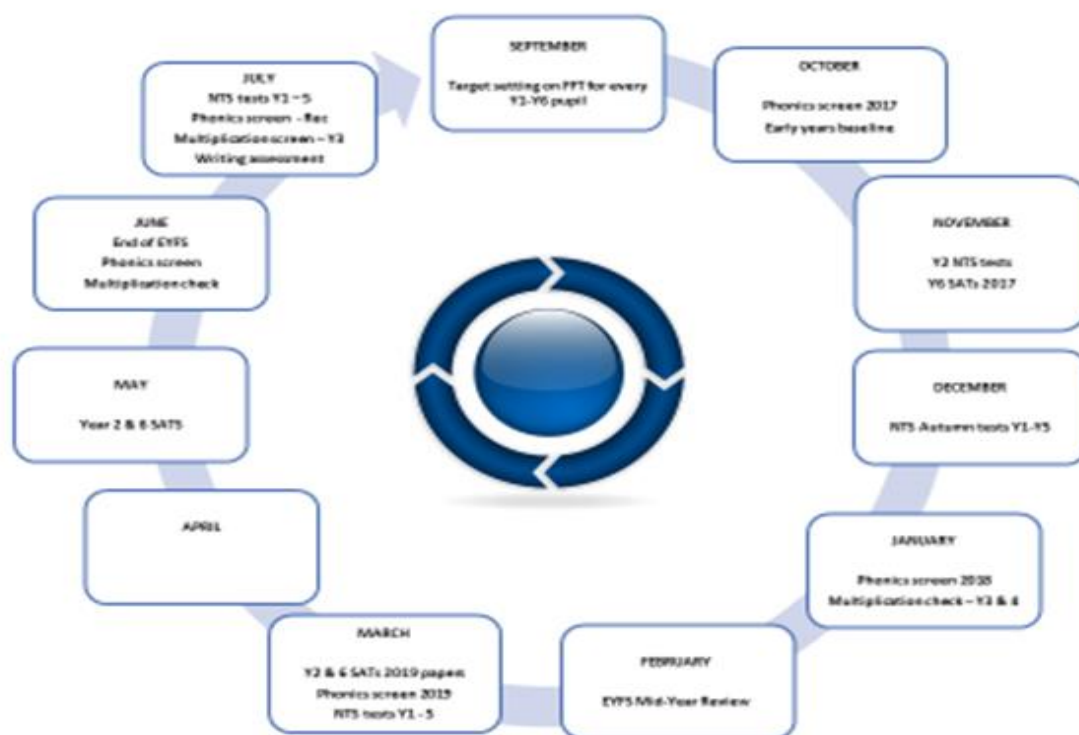 SEPTEMBER
Target setting on FFT for every
Y1-Y6 pupil
OCTOBER
Phonics screen 2017
Early years baseline
NOVEMBER
Y2 NTS tests
Y6 SATs 2017
DECEMBER
NTS Autumn tests Y1-Y5
JANUARY
Phonics screen 2018
Multiplication check – Y3 & 4
FEBRUARY
EYFS Mid-Year Review
MARCH
Y2 & 6 SATs 2019 papers
Phonics screen 2019
NTS tests Y1 - 5
APRIL
MAY
Year 2 & 6 SATS
JUNE
End of EYFS
Phonics screen
Multiplication check
JULY
NTS tests Y1 – 5
Phonics screen - Rec
Multiplication screen – Y3
Writing assessment